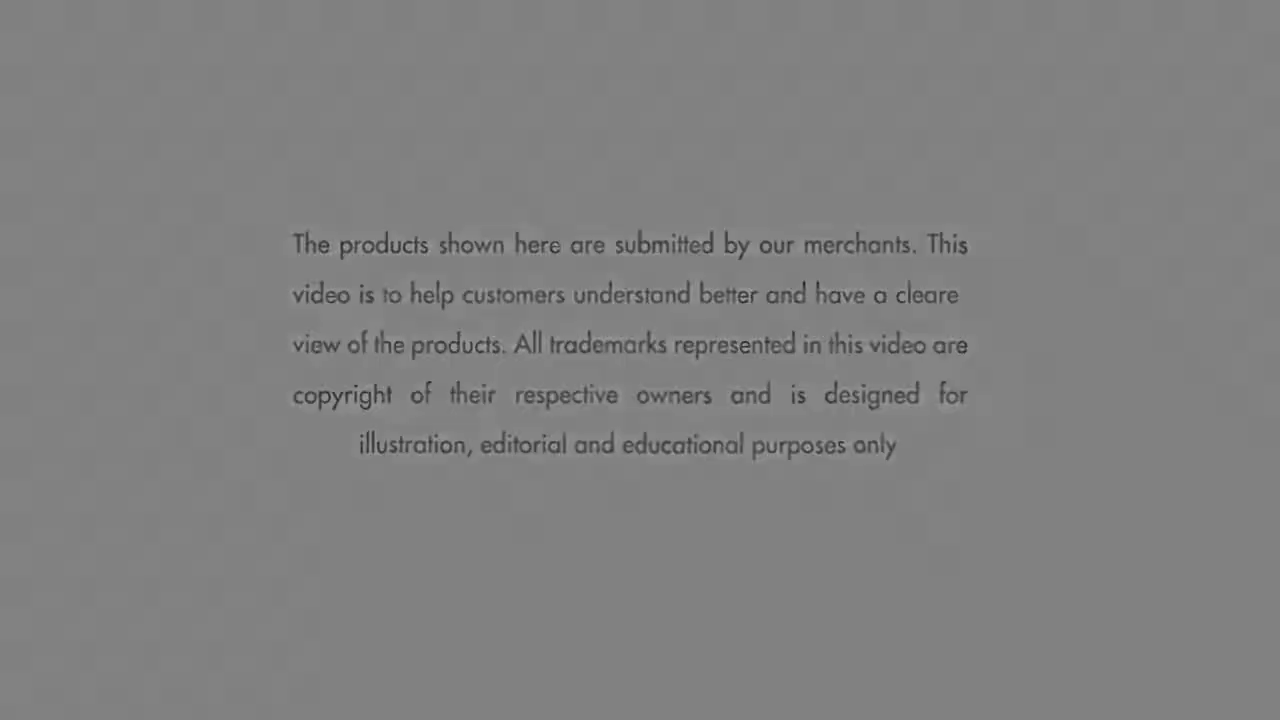 The products shown here are submitted by our merchants. This
video is to help customers understand better and have a cleare
view of the products. All trademarks represented in this video are
copyright of their respective owners and is designed for
illustration, editorial and educational purposes only